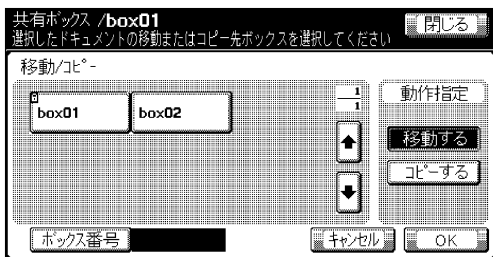 共有ボックス /box01
閉じる
選択したドキュメントの移動またはコピー先ボックスを選択してください
移動/コピー
box01
box02
1
1
動作指定
移動する
コピーする
ボックス番号
キャンセル
OK